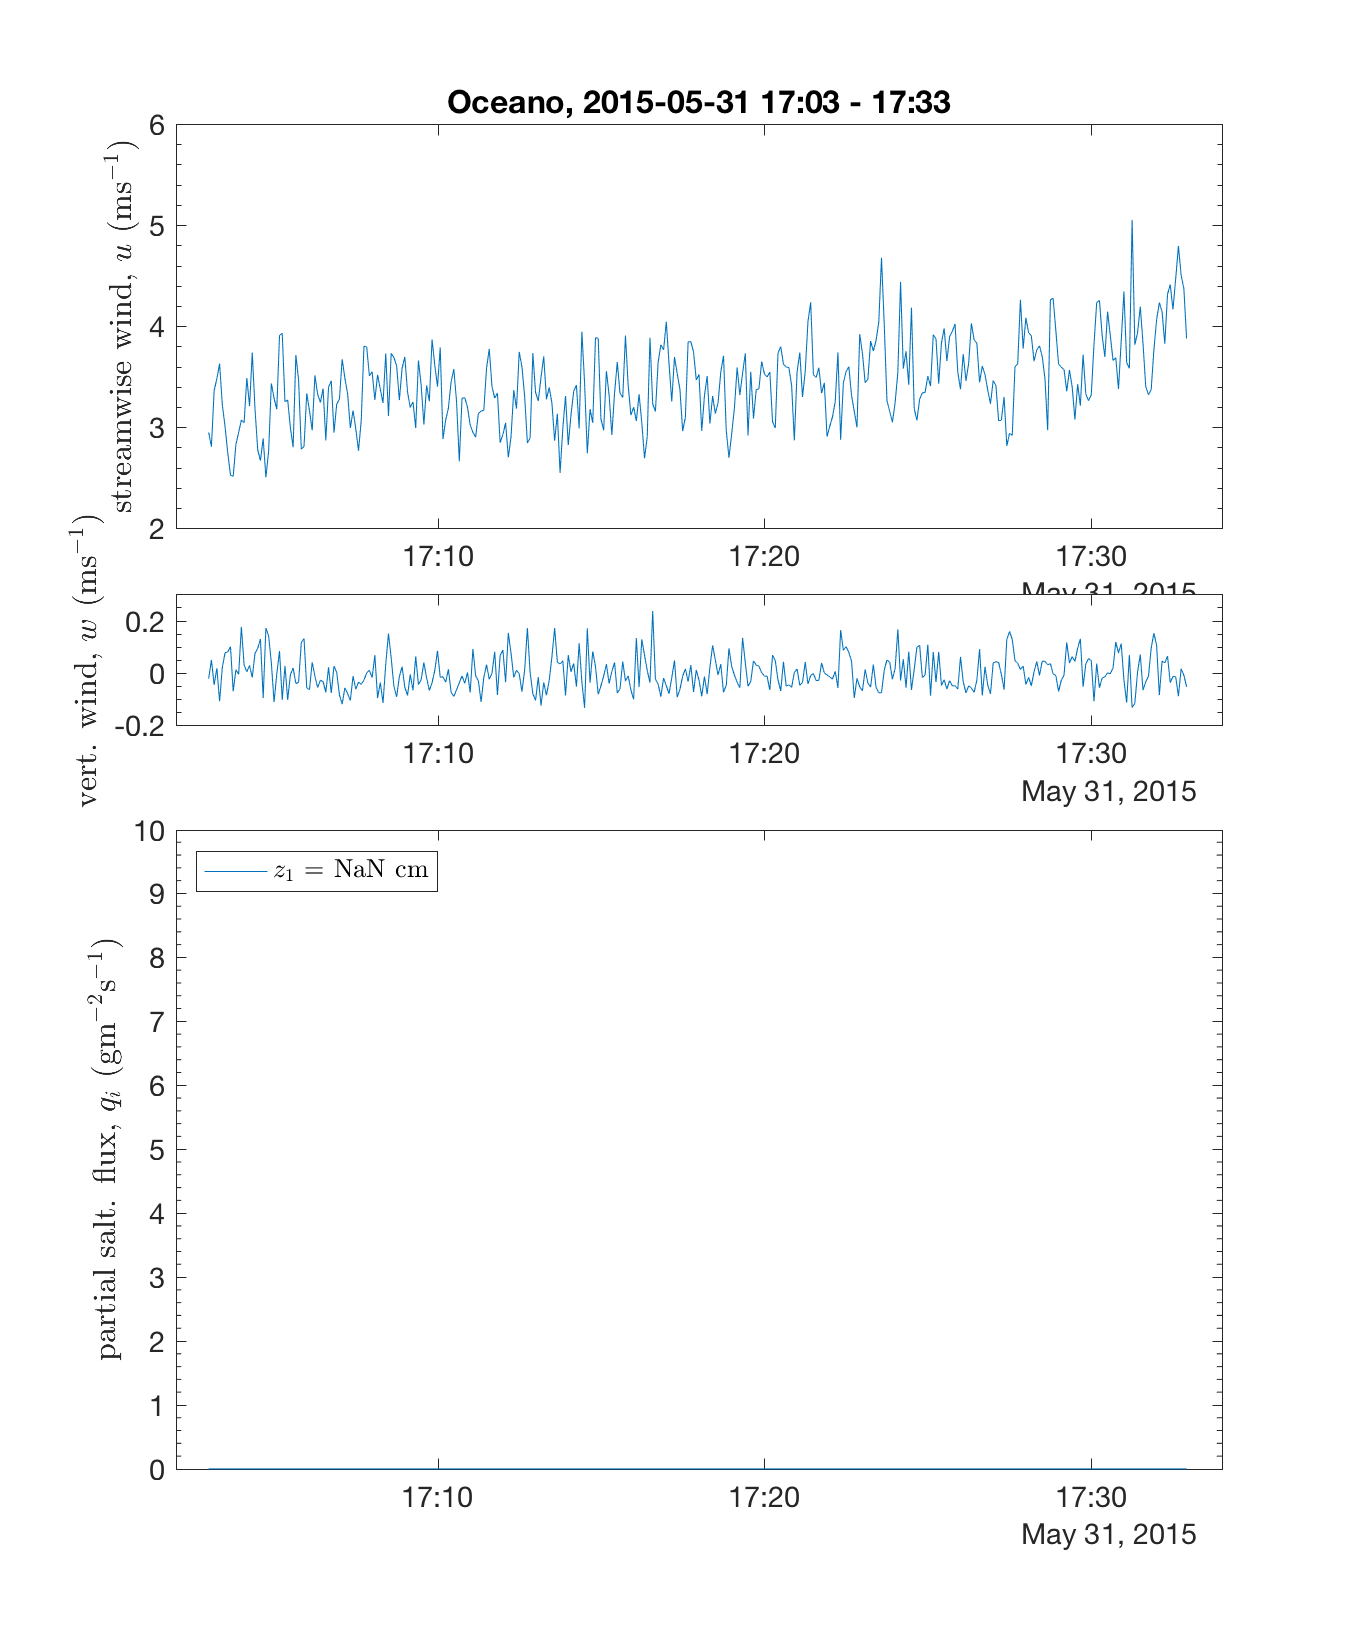 Oceano, 2015-05-31 17:03 - 17:33
6
5
4
3
2
streamwise wind, u (ms⁻¹)
17:10 17:20 17:30
May 31, 2015
0.2
0
-0.2
vert. wind, w (ms⁻¹)
17:10 17:20 17:30
May 31, 2015
10
9
8
7
6
5
4
3
2
1
0
z₁ = NaN cm
partial salt. flux, qᵢ (gm⁻²s⁻¹)
17:10 17:20 17:30
May 31, 2015